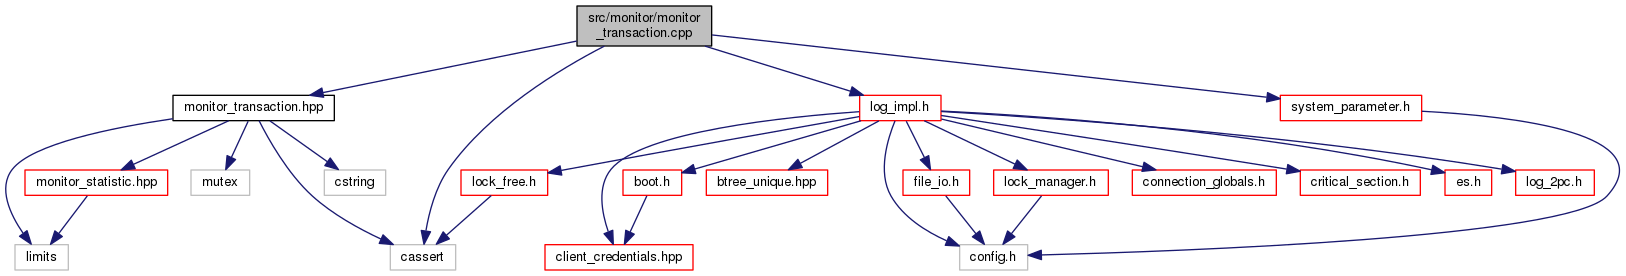 src/monitor/monitor
_transaction.cpp
monitor_transaction.hpp
log_impl.h
system_parameter.h
monitor_statistic.hpp
mutex
cstring
lock_free.h
boot.h
btree_unique.hpp
file_io.h
lock_manager.h
connection_globals.h
critical_section.h
es.h
log_2pc.h
limits
cassert
client_credentials.hpp
config.h